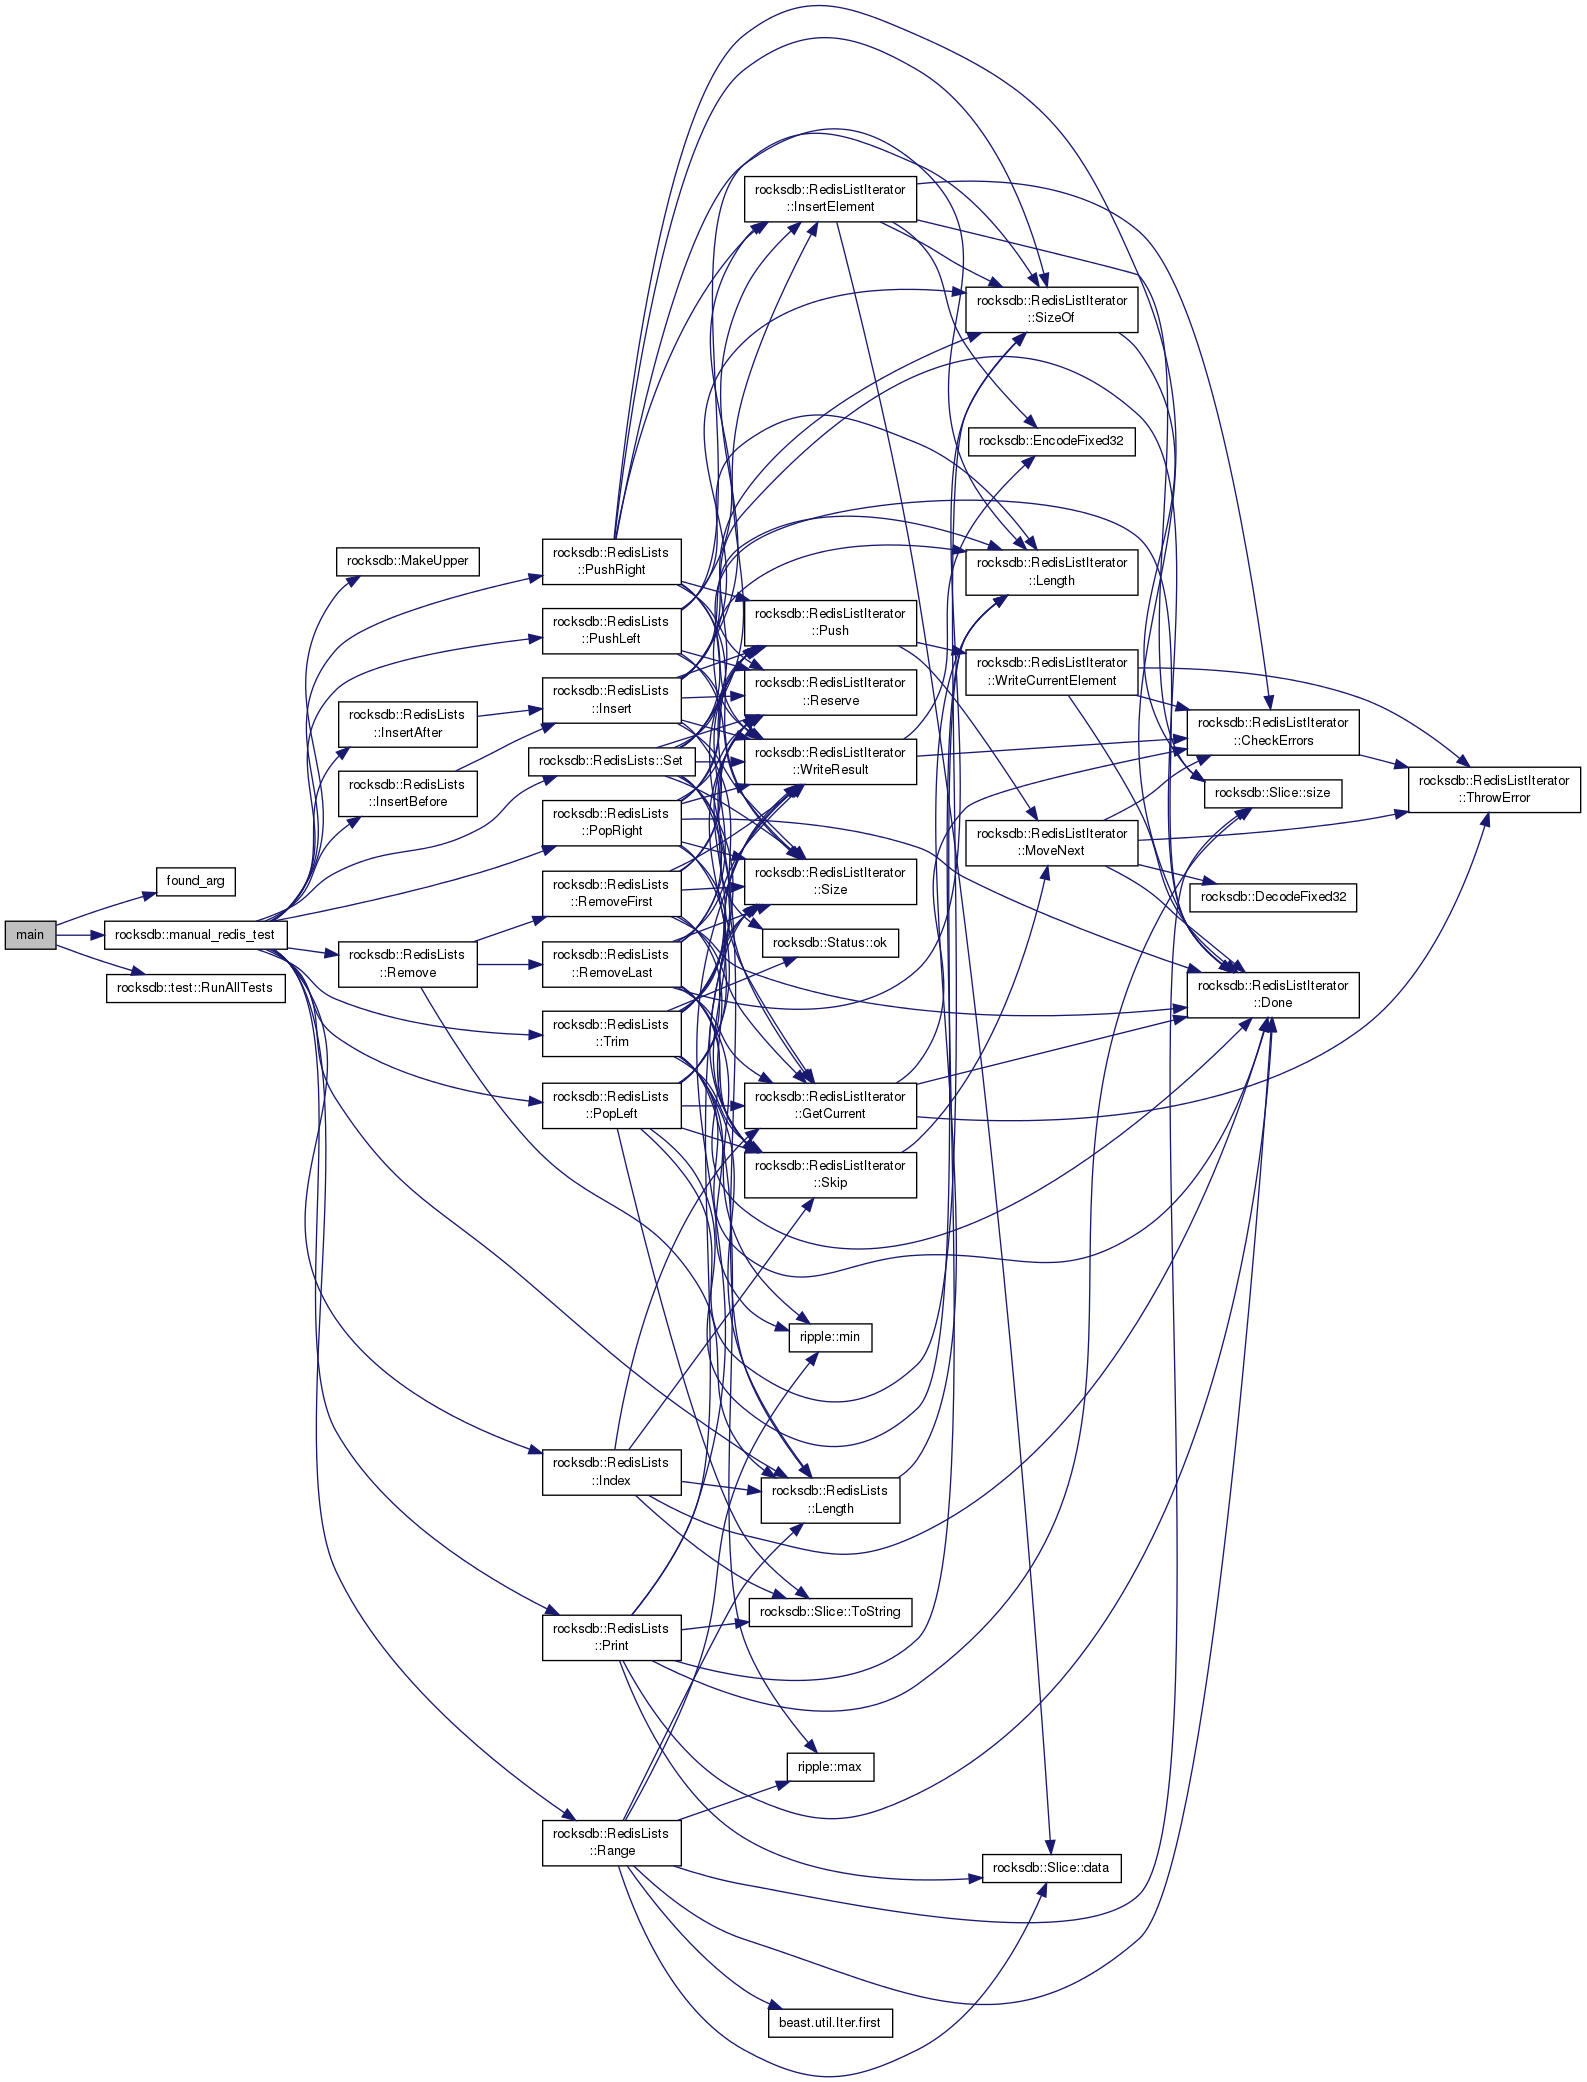 main
found_arg
rocksdb::manual_redis_test
rocksdb::test::RunAllTests
rocksdb::MakeUpper
rocksdb::RedisLists
::InsertAfter
rocksdb::RedisLists
::InsertBefore
rocksdb::RedisLists
::Remove
rocksdb::RedisLists
::PushRight
rocksdb::RedisLists
::PushLeft
rocksdb::RedisLists
::Insert
rocksdb::RedisLists::Set
rocksdb::RedisLists
::PopRight
rocksdb::RedisLists
::RemoveFirst
rocksdb::RedisLists
::RemoveLast
rocksdb::RedisLists
::Trim
rocksdb::RedisLists
::PopLeft
rocksdb::RedisLists
::Index
rocksdb::RedisLists
::Print
rocksdb::RedisLists
::Range
rocksdb::RedisListIterator
::InsertElement
rocksdb::RedisListIterator
::Push
rocksdb::RedisListIterator
::Reserve
rocksdb::RedisListIterator
::WriteResult
rocksdb::RedisListIterator
::Size
rocksdb::Status::ok
rocksdb::RedisListIterator
::GetCurrent
rocksdb::RedisListIterator
::Skip
ripple::min
rocksdb::RedisLists
::Length
rocksdb::Slice::ToString
ripple::max
beast.util.Iter.first
rocksdb::RedisListIterator
::SizeOf
rocksdb::EncodeFixed32
rocksdb::RedisListIterator
::Length
rocksdb::RedisListIterator
::WriteCurrentElement
rocksdb::RedisListIterator
::MoveNext
rocksdb::Slice::data
rocksdb::RedisListIterator
::CheckErrors
rocksdb::Slice::size
rocksdb::DecodeFixed32
rocksdb::RedisListIterator
::Done
rocksdb::RedisListIterator
::ThrowError